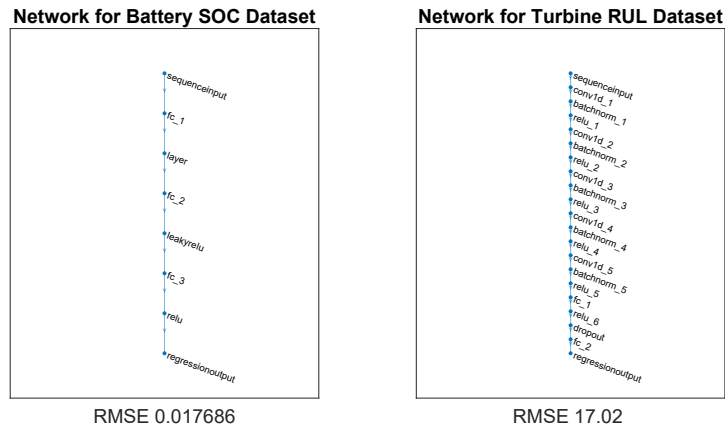 Network for Battery SOC Dataset
sequenceinput
fc_1
layer
fc_2
leakyrelu
fc_3
relu
regressionoutput
RMSE 0.017686
Network for Turbine RUL Dataset
sequenceinput
conv1d_1
batchnorm_1
relu_1
conv1d_2
batchnorm_2
relu_2
conv1d_3
batchnorm_3
relu_3
conv1d_4
batchnorm_4
relu_4
conv1d_5
batchnorm_5
relu_5
fc_1
relu_6
dropout
fc_2
regressionoutput
RMSE 17.02